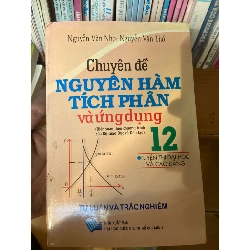 Nguyễn Văn Nho - Nguyễn Văn Thổ
Chuyên đề
NGUYÊN HÀM
TÍCH PHÂN
và ứng dụng
12
LUYỆN THI ĐẠI HỌC
VÀ CAO ĐẲNG
TỰ LUẬN VÀ TRẮC NGHIỆM